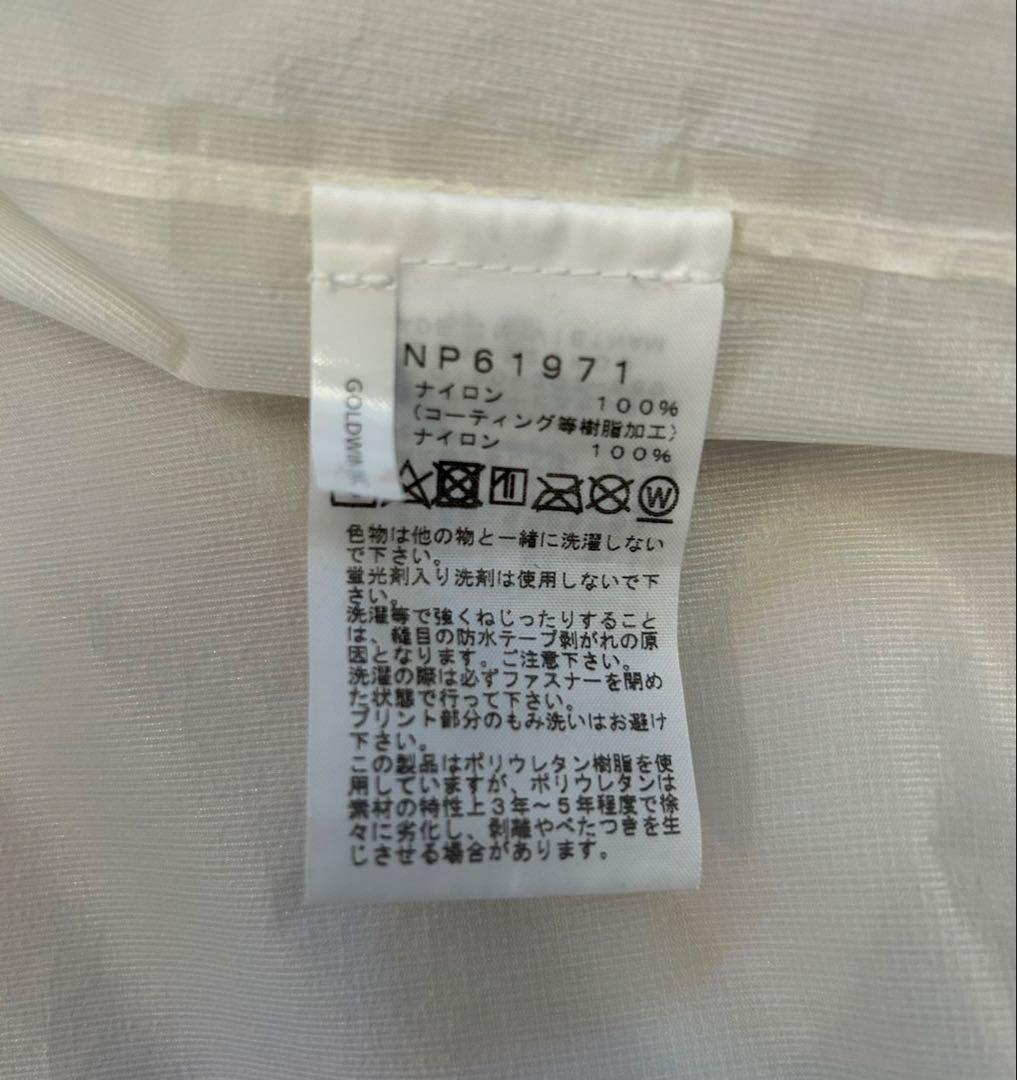 NP61971
ナイロン 100%
(コーティング等樹脂加工)
ナイロン 100%
GOLDWI
W
色物は他の物と一緒に洗濯しない
で下さい。
蛍光剤入り洗剤は使用しないで下
さい。
洗濯等で強くねじったりすること
は、縫目の防水テープ剥がれの原
因となります。ご注意下さい。
洗濯の際は必ずファスナーを閉め
た状態で行って下さい。
プリント部分のもみ洗いはお避け
下さい。
この製品はポリウレタン樹脂を使
用していますが、ポリウレタンは
素材の特性上3年～5年程度で徐
々に劣化し、剥離やべたつきを生
じさせる場合があります。